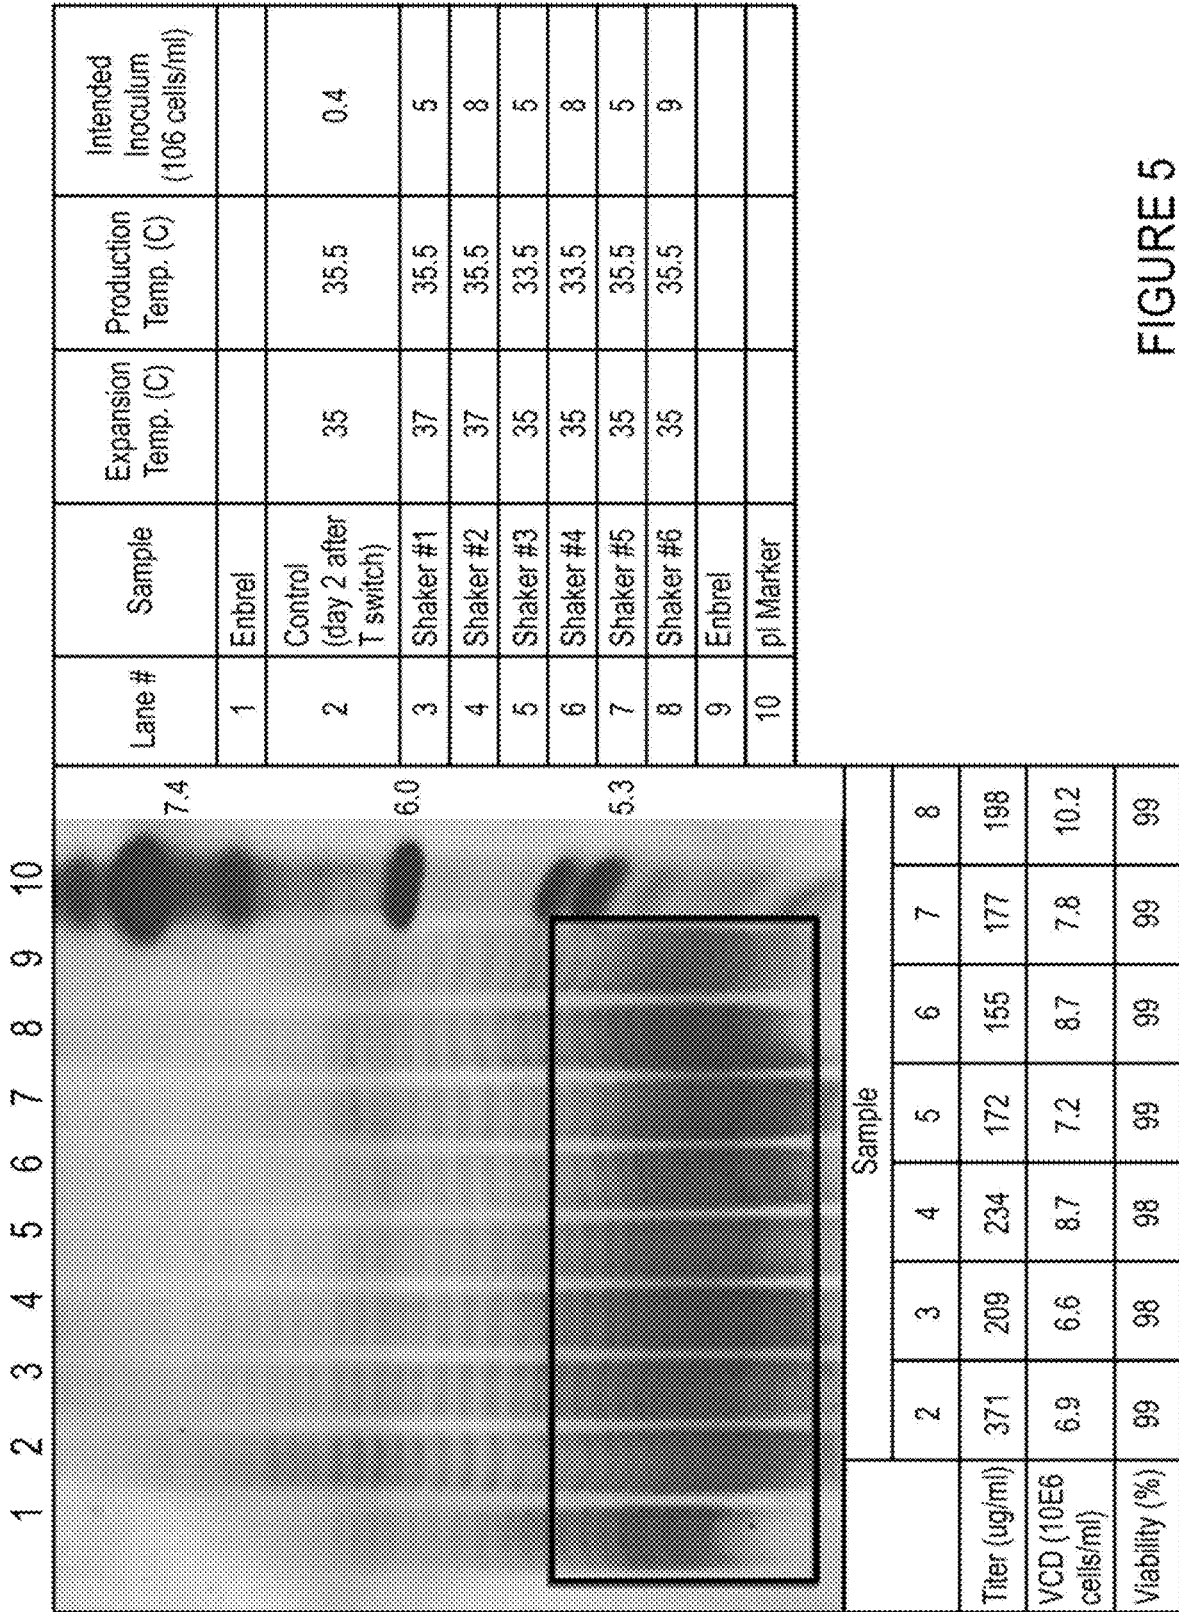 1 2 3 4 5 6 7 8 9 10
7.4
6.0
5.3
Lane # Sample Expansion Temp. (C) Production Temp. (C) Intended Inoculum (106 cells/ml)
1 Enbrel
2 Control (day 2 after T switch) 35 35.5 0.4
3 Shaker #1 37 35.5 5
4 Shaker #2 37 35.5 8
5 Shaker #3 35 33.5 5
6 Shaker #4 35 33.5 8
7 Shaker #5 35 35.5 5
8 Shaker #6 35 35.5 9
9 Enbrel
10 pI Marker
Sample
2 3 4 5 6 7 8
Titer (ug/ml) 371 209 234 172 155 177 198
VCD (10E6 cells/ml) 6.9 6.6 8.7 7.2 8.7 7.8 10.2
Viability (%) 99 98 98 99 99 99 99
FIGURE 5